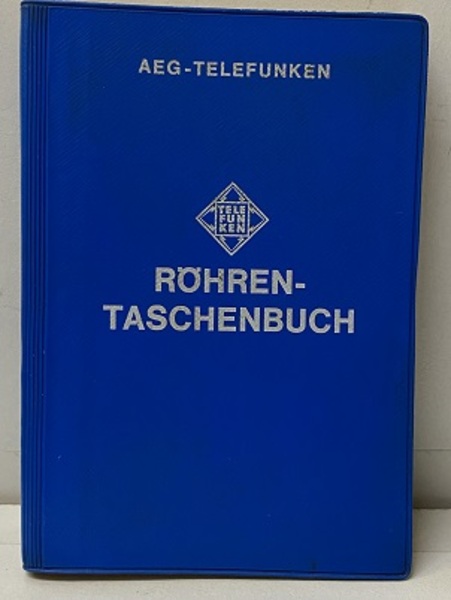 AEG-TELEFUNKEN
TELE
FUN
KEN
RÖHREN-
TASCHENBUCH